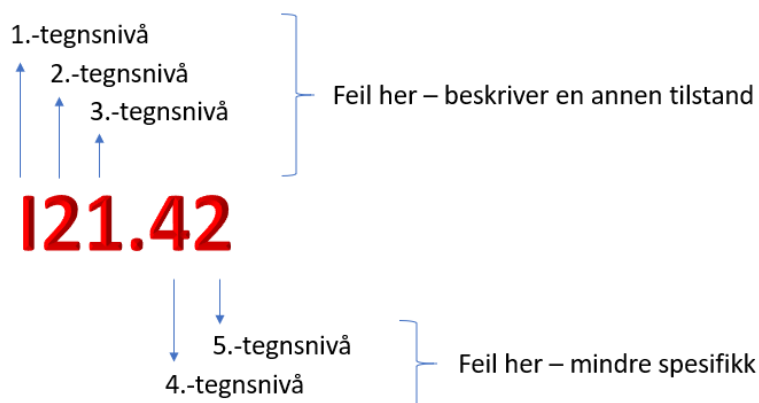 1.-tegnsnivå
2.-tegnsnivå
3.-tegnsnivå
Feil her – beskriver en annen tilstand
I21.42
5.-tegnsnivå
4.-tegnsnivå
Feil her – mindre spesifikk